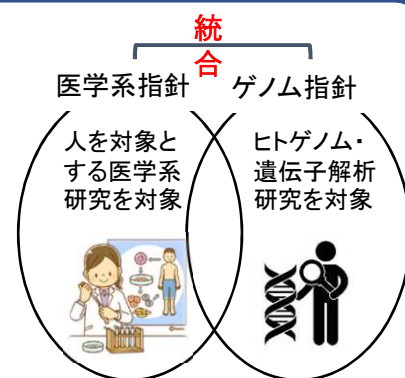 統
合
医学系指針
ゲノム指針
人を対象と
する医学系
研究を対象
ヒトゲノム・
遺伝子解析
研究を対象